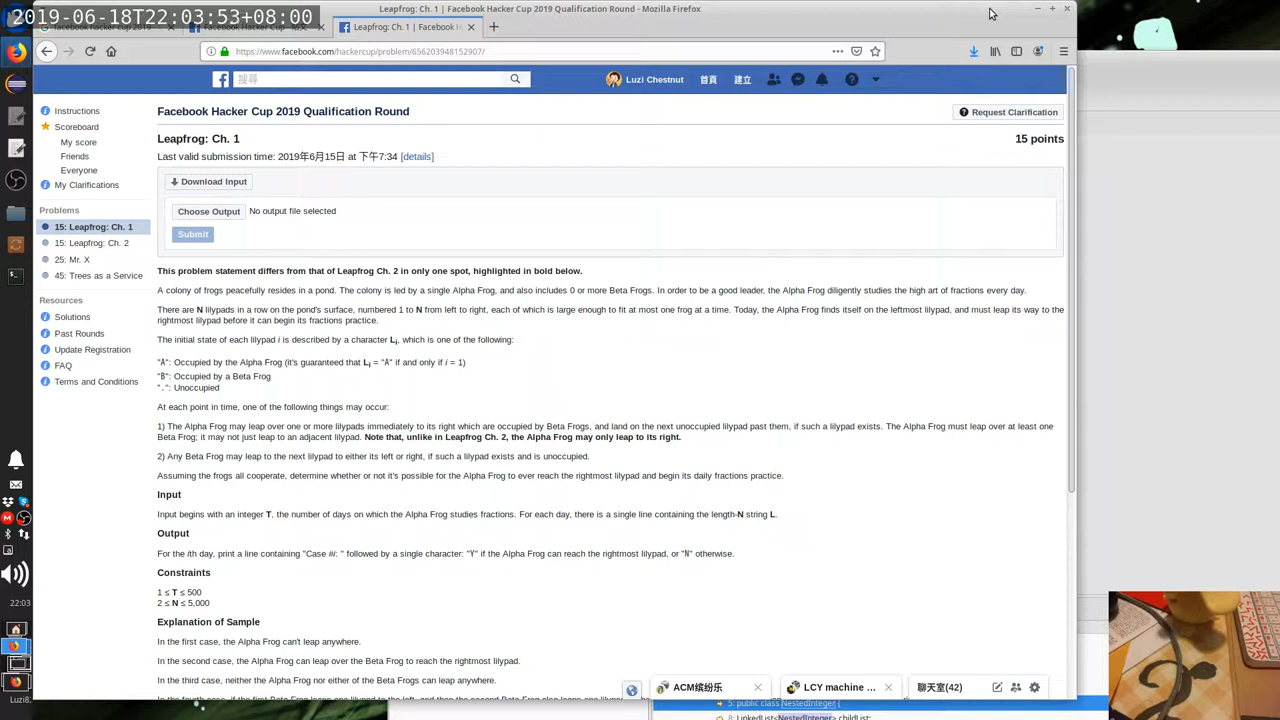 2019-06-18T22:03:53+08:00
Leapfrog: Ch. 1 | Facebook Hacker Cup 2019 Qualification Round - Mozilla Firefox
Leapfrog: Ch. 1 | Facebook H
https://www.facebook.com/hackercup/problem/656203948152907/
搜尋
Luzi Chestnut
首頁
建立
Instructions
Scoreboard
My score
Friends
Everyone
My Clarifications
Problems
15: Leapfrog: Ch. 1
15: Leapfrog: Ch. 2
25: Mr. X
45: Trees as a Service
Resources
Solutions
Past Rounds
Update Registration
FAQ
Terms and Conditions
Facebook Hacker Cup 2019 Qualification Round
Request Clarification
Leapfrog: Ch. 1
15 points
Last valid submission time: 2019年6月15日 at 下午7:34 [details]
Download Input
Choose Output No output file selected
Submit
This problem statement differs from that of Leapfrog Ch. 2 in only one spot, highlighted in bold below.
A colony of frogs peacefully resides in a pond. The colony is led by a single Alpha Frog, and also includes 0 or more Beta Frogs. In order to be a good leader, the Alpha Frog diligently studies the high art of fractions every day.
There are N lilypads in a row on the pond's surface, numbered 1 to N from left to right, each of which is large enough to fit at most one frog at a time. Today, the Alpha Frog finds itself on the leftmost lilypad, and must leap its way to the
rightmost lilypad before it can begin its fractions practice.
The initial state of each lilypad i is described by a character Li, which is one of the following:
"A": Occupied by the Alpha Frog (it's guaranteed that Li = "A" if and only if i = 1)
"B": Occupied by a Beta Frog
".": Unoccupied
At each point in time, one of the following things may occur:
1) The Alpha Frog may leap over one or more lilypads immediately to its right which are occupied by Beta Frogs, and land on the next unoccupied lilypad past them, if such a lilypad exists. The Alpha Frog must leap over at least one
Beta Frog; it may not just leap to an adjacent lilypad. Note that, unlike in Leapfrog Ch. 2, the Alpha Frog may only leap to its right.
2) Any Beta Frog may leap to the next lilypad to either its left or right, if such a lilypad exists and is unoccupied.
Assuming the frogs all cooperate, determine whether or not it's possible for the Alpha Frog to ever reach the rightmost lilypad and begin its daily fractions practice.
Input
Input begins with an integer T, the number of days on which the Alpha Frog studies fractions. For each day, there is a single line containing the length-N string L.
Output
For the ith day, print a line containing "Case #i: " followed by a single character: "Y" if the Alpha Frog can reach the rightmost lilypad, or "N" otherwise.
Constraints
1 ≤ T ≤ 500
2 ≤ N ≤ 5,000
Explanation of Sample
In the first case, the Alpha Frog can't leap anywhere.
In the second case, the Alpha Frog can leap over the Beta Frog to reach the rightmost lilypad.
In the third case, neither the Alpha Frog nor either of the Beta Frogs can leap anywhere.
22:03
ACM缤纷乐
LCY machine ...
聊天室(42)
5: public class NestedInteger {
8: LinkedList<NestedInteger> childList;